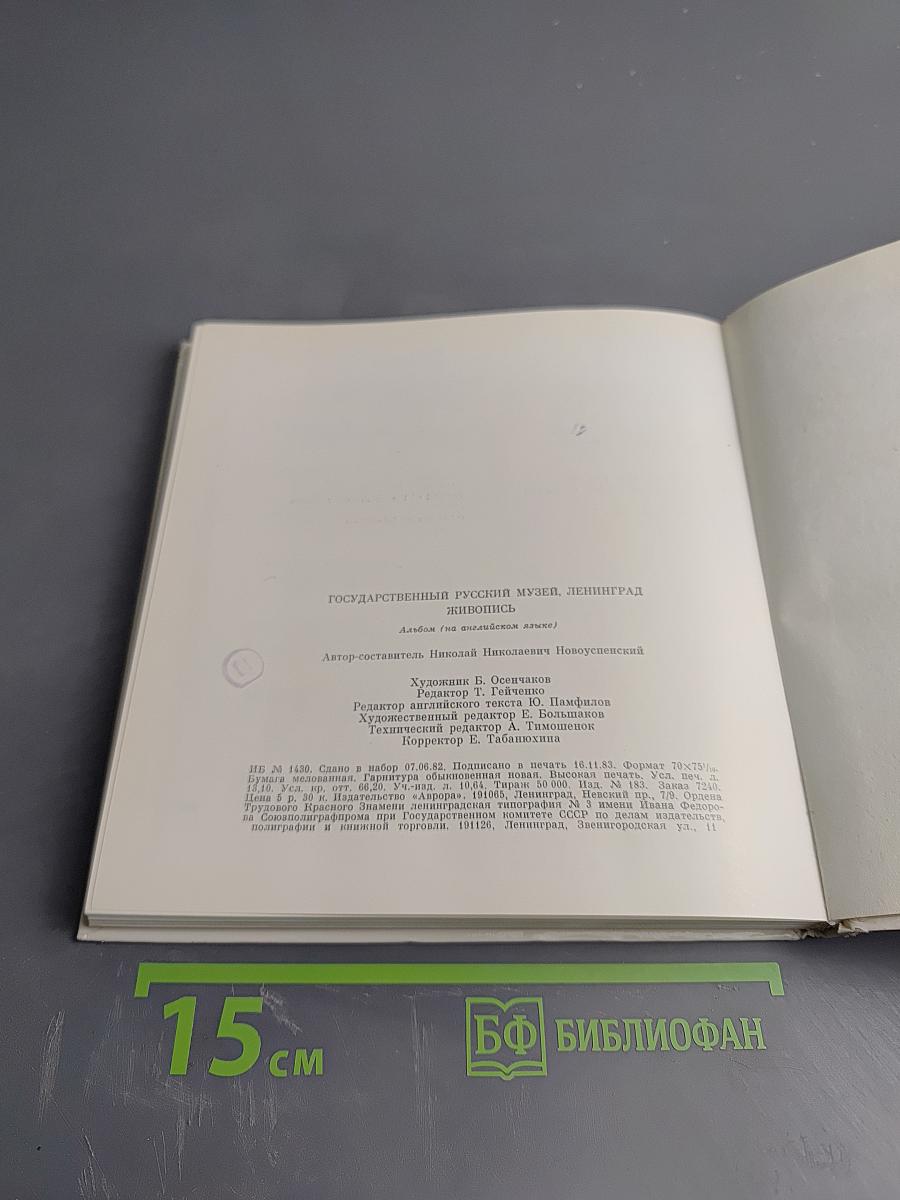 ГОСУДАРСТВЕННЫЙ РУССКИЙ МУЗЕЙ, ЛЕНИНГРАД
ЖИВОПИСЬ
Альбом (на английском языке)
Автор-составитель Николай Николаевич Новоуспенский
Художник Б. Осенчаков
Редактор Т. Гейченко
Редактор английского текста Ю. Памфилов
Художественный редактор Е. Большаков
Технический редактор А. Тимошенок
Корректор Е. Табанюхина
ИБ № 1430. Сдано в набор 07.06.82. Подписано в печать 16.11.83. Формат 70×75¹/₁₆.
Бумага мелованная. Гарнитура обыкновенная новая. Высокая печать. Усл. печ. л.
13,10. Усл. кр. отт. 66,20. Уч.-изд. л. 10,64. Тираж 50 000. Изд. № 183. Заказ 7240.
Цена 5 р. 30 к. Издательство «Аврора». 191065, Ленинград, Невский пр., 7/9. Ордена
Трудового Красного Знамени ленинградская типография № 3 имени Ивана Федоро-
ва Союзполиграфпрома при Государственном комитете СССР по делам издательств,
полиграфии и книжной торговли. 191126, Ленинград, Звенигородская ул., 11
15 см
БФ БИБЛИОФАН